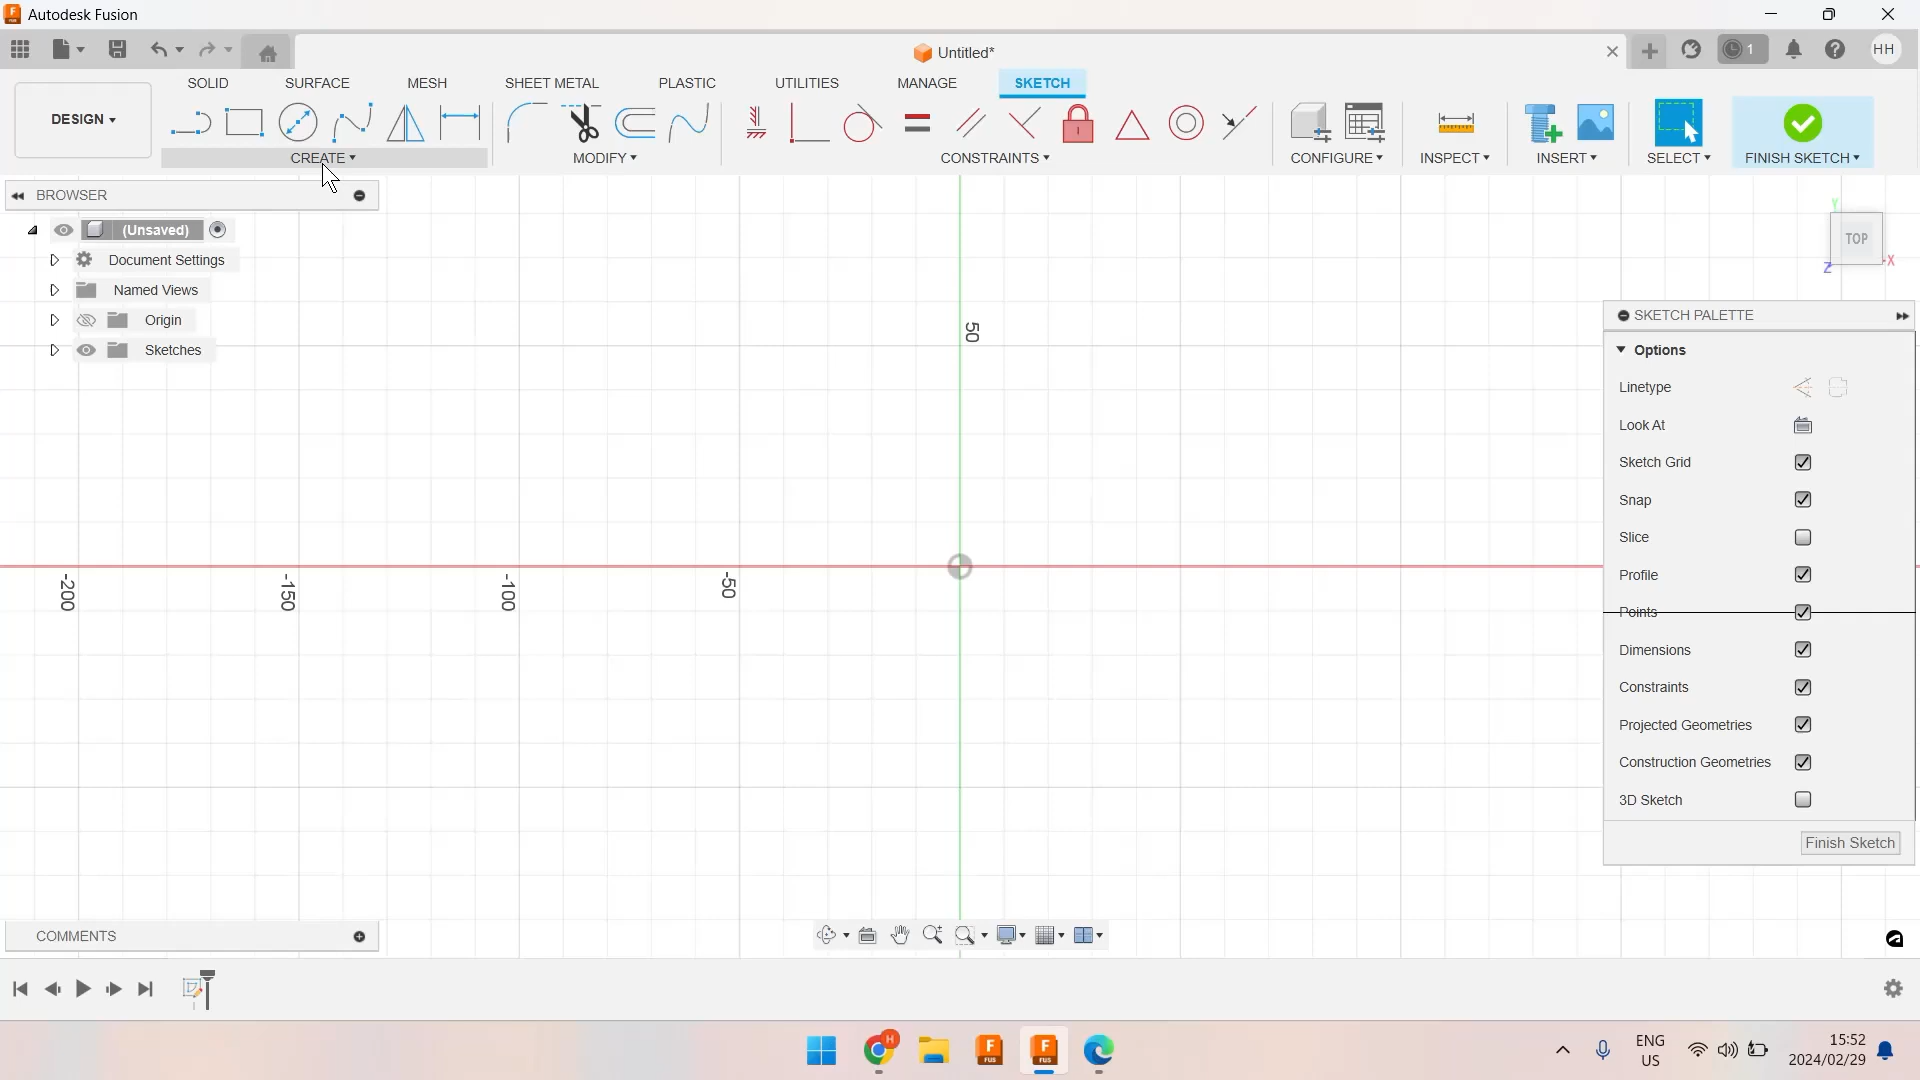 Autodesk Fusion
Untitled*
1
HH
SOLID SURFACE MESH SHEET METAL PLASTIC UTILITIES MANAGE SKETCH
DESIGN
CREATE MODIFY CONSTRAINTS CONFIGURE INSPECT INSERT SELECT FINISH SKETCH
BROWSER
(Unsaved)
Document Settings
Named Views
Origin
Sketches
50
-200
-150
-100
-50
Y
TOP
X
Z
SKETCH PALETTE
Options
Linetype
Look At
Sketch Grid
Snap
Slice
Profile
Points
Dimensions
Constraints
Projected Geometries
Construction Geometries
3D Sketch
Finish Sketch
COMMENTS
H
F
FUS
F
FUS
ENG
US
15:52
2024/02/29